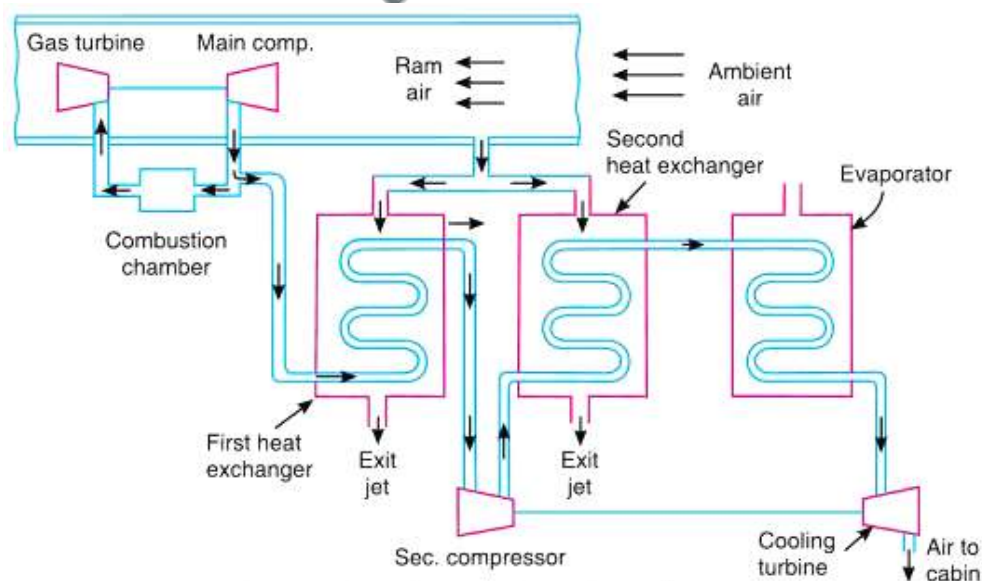 Gas turbine
Main comp.
Ram
air
Ambient
air
Second
heat exchanger
Evaporator
Combustion
chamber
First heat
exchanger
Exit
jet
Exit
jet
Sec. compressor
Cooling
turbine
Air to
cabin